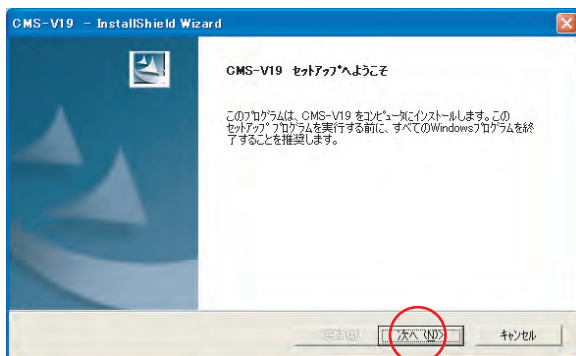 CMS-V19 - InstallShield Wizard
CMS-V19 セットアップへようこそ
このプログラムは、CMS-V19 をコンピュータにインストールします。この
セットアップ プログラムを実行する前に、すべてのWindowsプログラムを終
了することを推奨します。
< 戻る(B) 次へ (N)> キャンセル